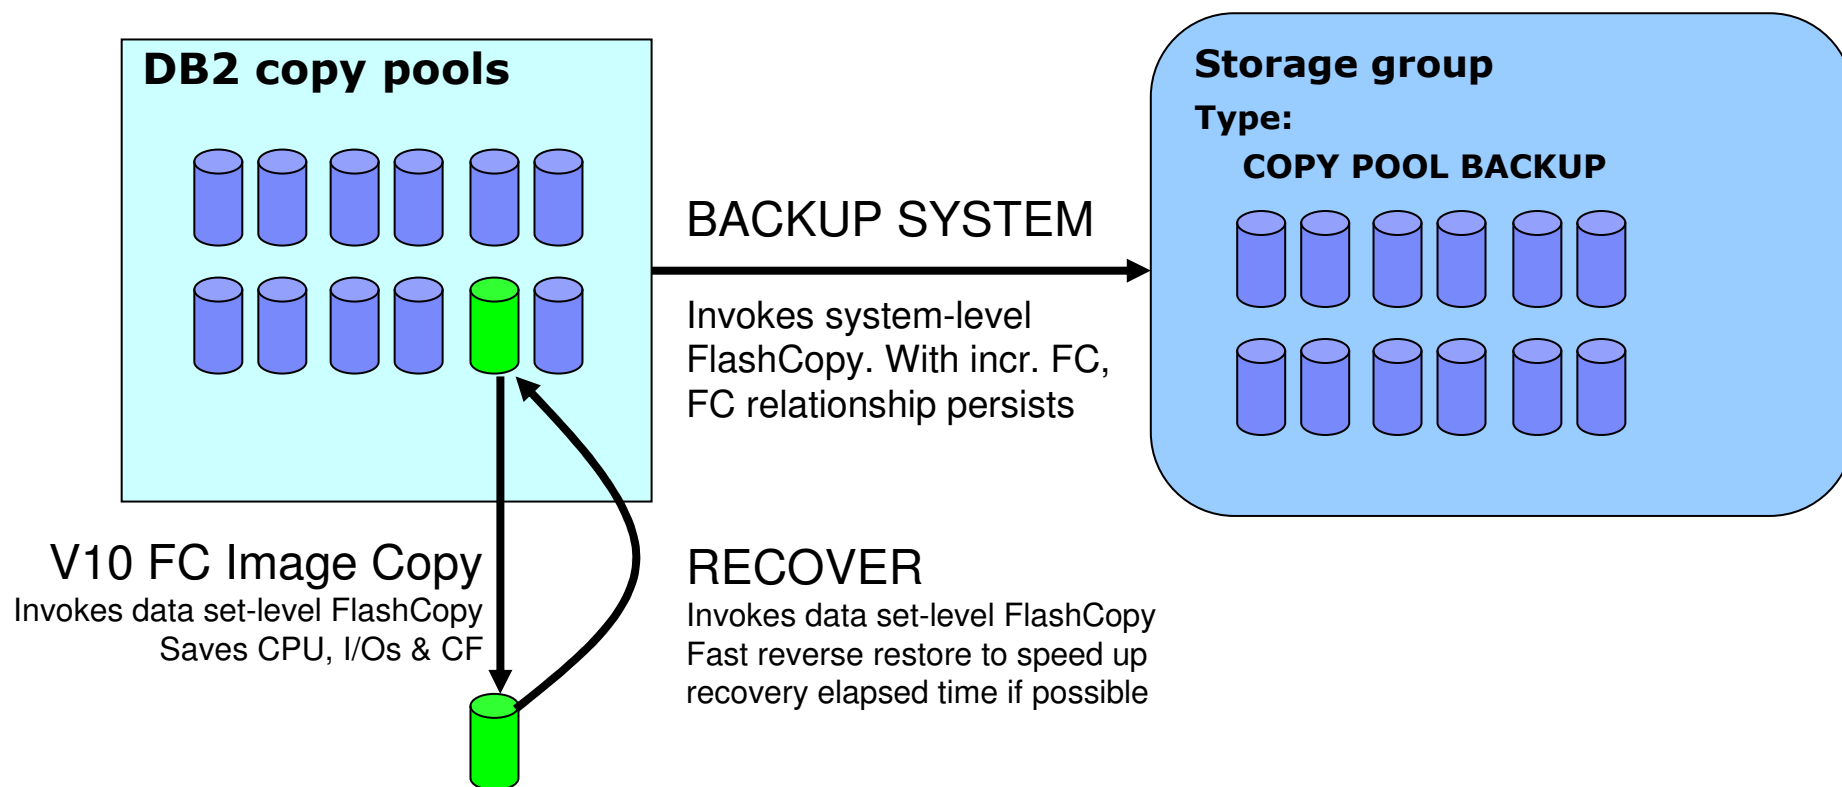 DB2 copy pools
Storage group
Type:
COPY POOL BACKUP
BACKUP SYSTEM
Invokes system-level
FlashCopy. With incr. FC,
FC relationship persists
V10 FC Image Copy
Invokes data set-level FlashCopy
Saves CPU, I/Os & CF
RECOVER
Invokes data set-level FlashCopy
Fast reverse restore to speed up
recovery elapsed time if possible